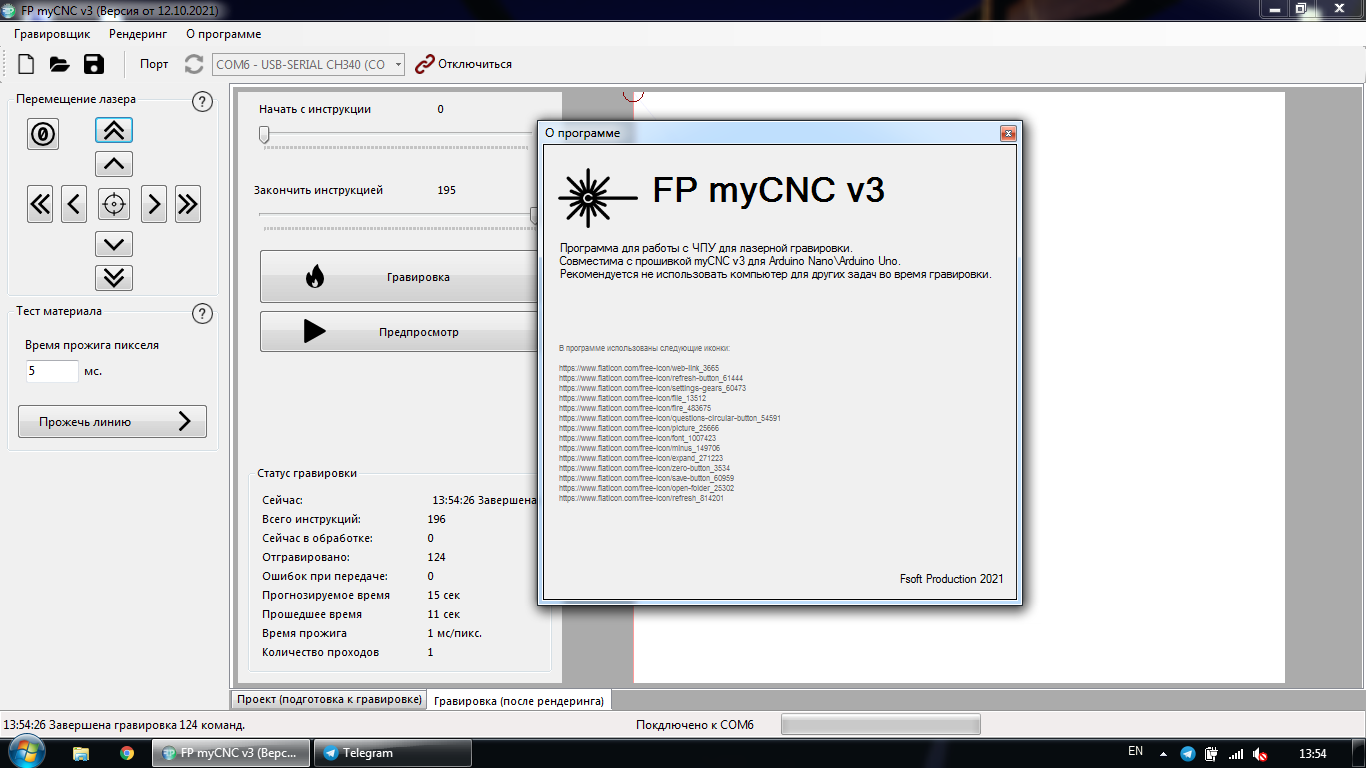 FP myCNC v3 (Версия от 12.10.2021)
Гравировщик Рендеринг О программе
Порт COM6 - USB-SERIAL CH340 (CO Отключиться
Перемещение лазера ?
0
Тест материала ?
Время прожига пикселя
5 мс.
Прожечь линию
Начать с инструкции 0
Закончить инструкцией 195
Гравировка
Предпросмотр
Статус гравировки
Сейчас: 13:54:26 Завершена
Всего инструкций: 196
Сейчас в обработке: 0
Отгравировано: 124
Ошибок при передаче: 0
Прогнозируемое время 15 сек
Прошедшее время 11 сек
Время прожига 1 мс/пикс.
Количество проходов 1
О программе
FP myCNC v3
Программа для работы с ЧПУ для лазерной гравировки.
Совместима с прошивкой myCNC v3 для Arduino Nano\Arduino Uno.
Рекомендуется не использовать компьютер для других задач во время гравировки.
В программе использованы следующие иконки:
https://www.flaticon.com/free-icon/web-link_3665
https://www.flaticon.com/free-icon/refresh-button_61444
https://www.flaticon.com/free-icon/settings-gears_60473
https://www.flaticon.com/free-icon/file_13512
https://www.flaticon.com/free-icon/fire_483675
https://www.flaticon.com/free-icon/questions-circular-button_54591
https://www.flaticon.com/free-icon/picture_25666
https://www.flaticon.com/free-icon/font_1007423
https://www.flaticon.com/free-icon/minus_149706
https://www.flaticon.com/free-icon/expand_271223
https://www.flaticon.com/free-icon/zero-button_3534
https://www.flaticon.com/free-icon/save-button_60959
https://www.flaticon.com/free-icon/open-folder_25302
https://www.flaticon.com/free-icon/refresh_814201
Fsoft Production 2021
Проект (подготовка к гравировке) Гравировка (после рендеринга)
13:54:26 Завершена гравировка 124 команд. Покдлючено к COM6
FP myCNC v3 (Верс... Telegram EN 13:54